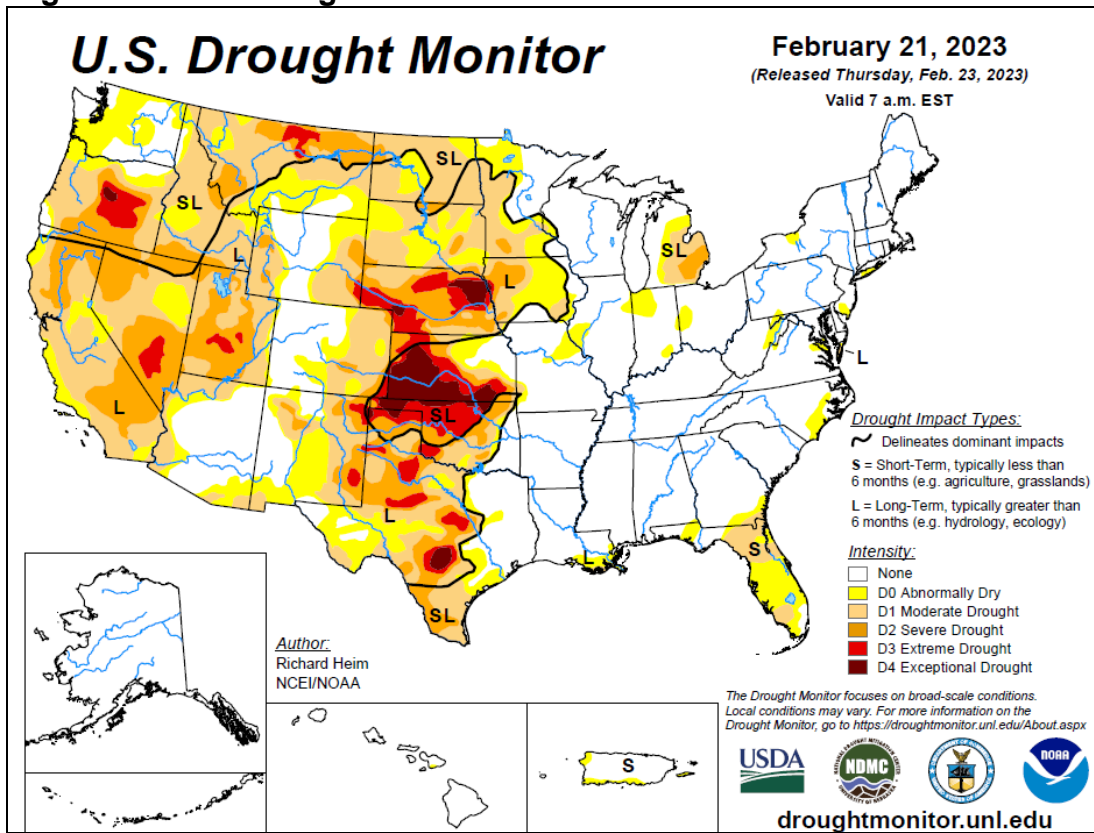 U.S. Drought Monitor
February 21, 2023
(Released Thursday, Feb. 23, 2023)
Valid 7 a.m. EST
SL
SL
SL
L
L
L
SL
L
L
SL
L
S
Drought Impact Types:
Delineates dominant impacts
S = Short-Term, typically less than
6 months (e.g. agriculture, grasslands)
L = Long-Term, typically greater than
6 months (e.g. hydrology, ecology)
Intensity:
None
D0 Abnormally Dry
D1 Moderate Drought
D2 Severe Drought
D3 Extreme Drought
D4 Exceptional Drought
Author:
Richard Heim
NCEI/NOAA
S
The Drought Monitor focuses on broad-scale conditions.
Local conditions may vary. For more information on the
Drought Monitor, go to https://droughtmonitor.unl.edu/About.aspx
USDA
NDMC
NOAA
droughtmonitor.unl.edu